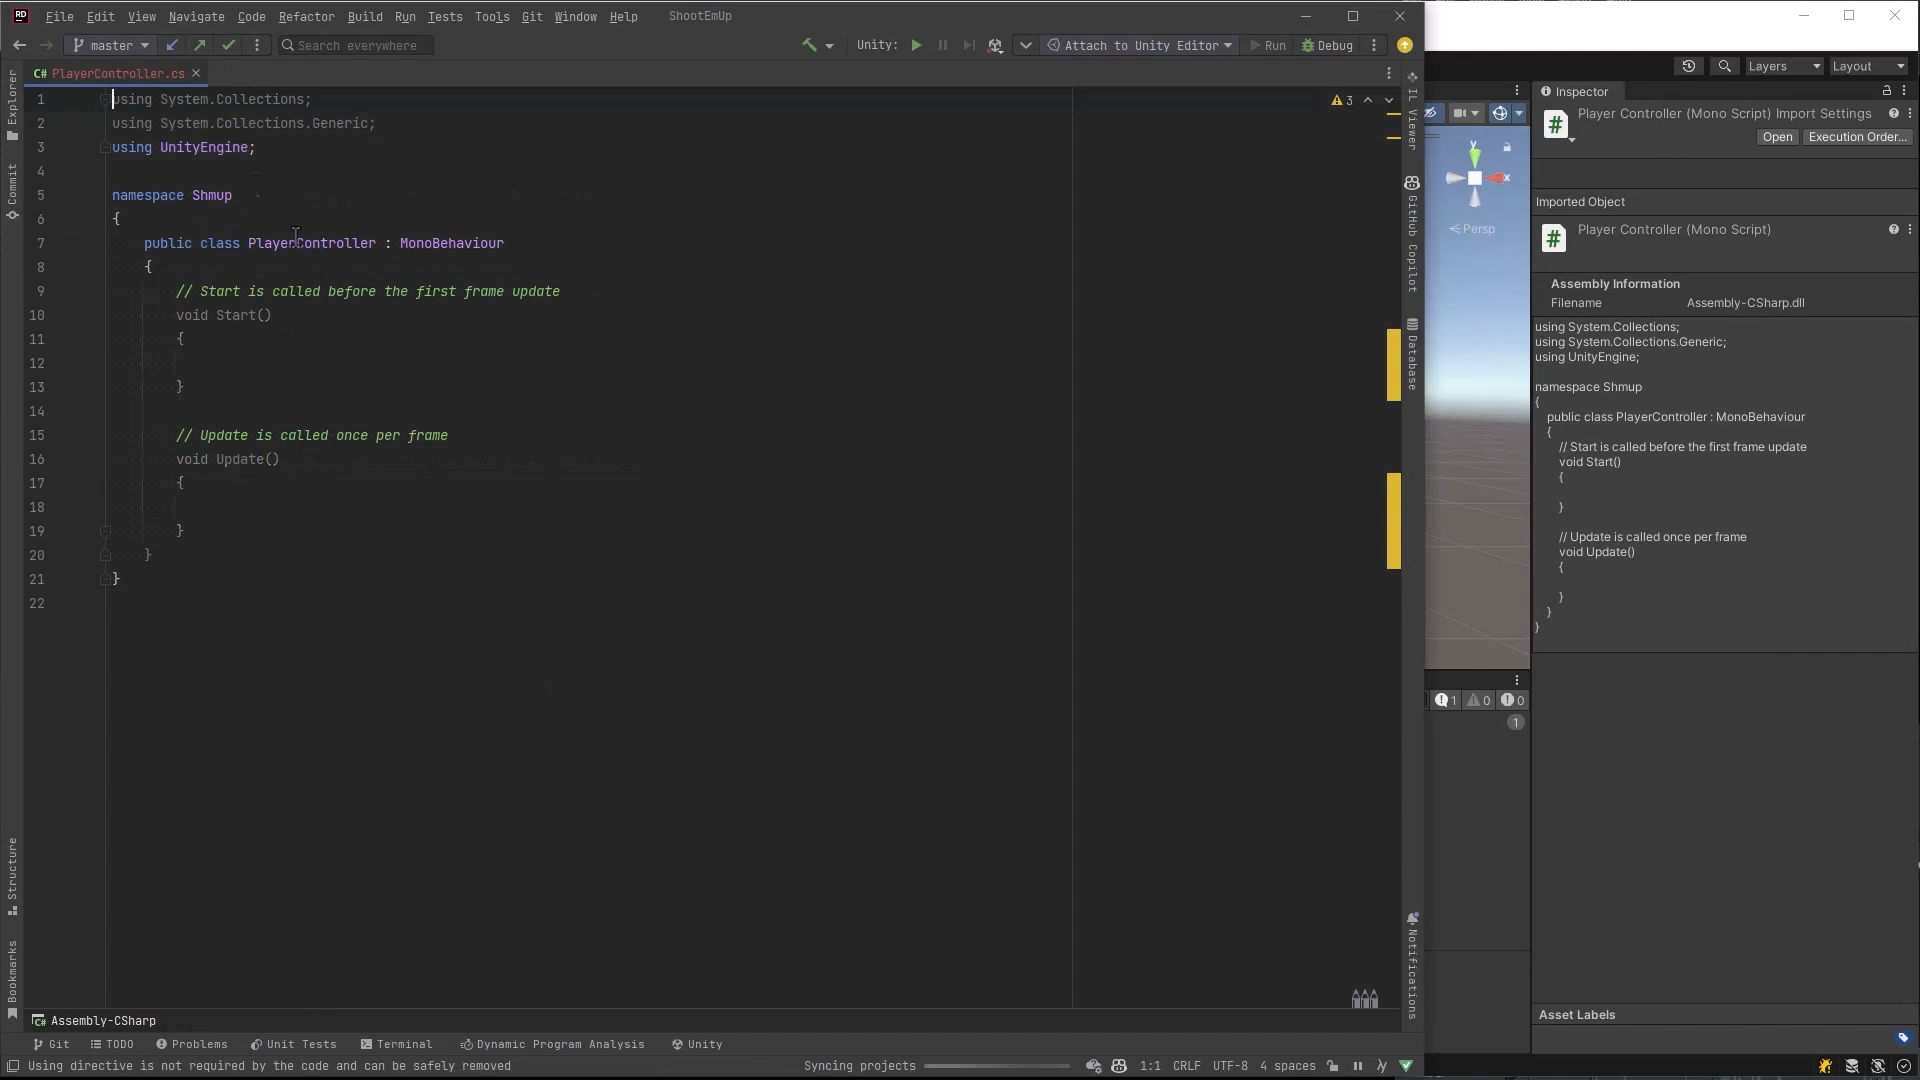 File Edit View Navigate Code Refactor Build Run Tests Tools Git Window Help ShootEmUp
master Search everywhere Unity: Attach to Unity Editor Run Debug
C# PlayerController.cs
1 using System.Collections;
2 using System.Collections.Generic;
3 using UnityEngine;
4
5 namespace Shmup
6 {
7 public class PlayerController : MonoBehaviour
8 {
9 // Start is called before the first frame update
10 void Start()
11 {
12
13 }
14
15 // Update is called once per frame
16 void Update()
17 {
18
19 }
20 }
21 }
22
3
Explorer
Commit
Structure
Bookmarks
IL Viewer
GitHub Copilot
Database
Notifications
C# Assembly-CSharp
Git TODO Problems Unit Tests Terminal Dynamic Program Analysis Unity
Using directive is not required by the code and can be safely removed Syncing projects 1:1 CRLF UTF-8 4 spaces
Layers Layout
y
x
Persp
1 0 0
1
Inspector
Player Controller (Mono Script) Import Settings
Open Execution Order...
Imported Object
# Player Controller (Mono Script)
Assembly Information
Filename Assembly-CSharp.dll
using System.Collections;
using System.Collections.Generic;
using UnityEngine;
namespace Shmup
{
public class PlayerController : MonoBehaviour
{
// Start is called before the first frame update
void Start()
{
}
// Update is called once per frame
void Update()
{
}
}
}
Asset Labels